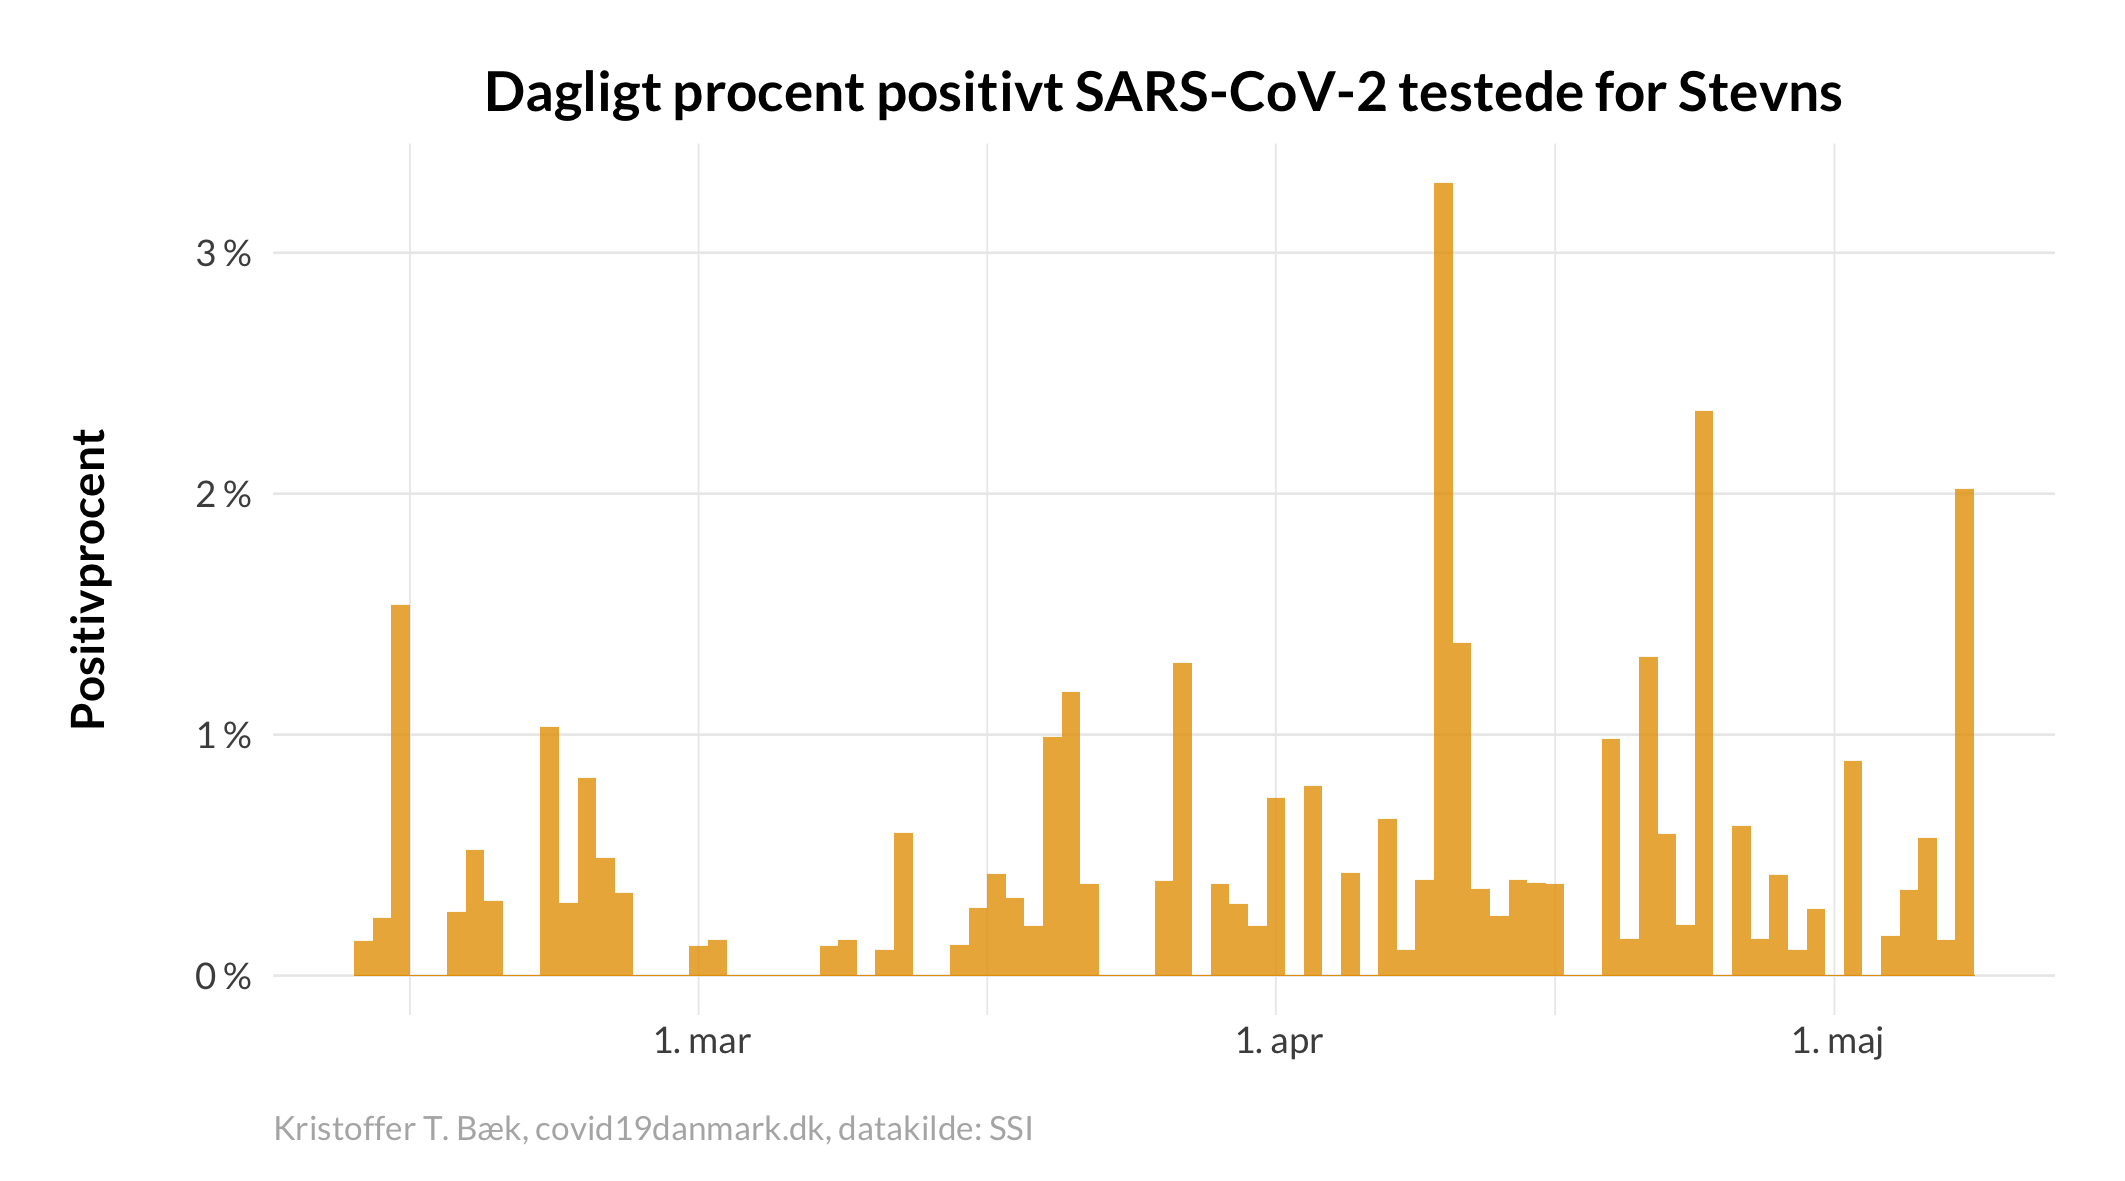 Dagligt procent positivt SARS-CoV-2 testede for Stevns
Positivprocent
3 %
2 %
1 %
0 %
1. mar
1. apr
1. maj
Kristoffer T. Bæk, covid19danmark.dk, datakilde: SSI